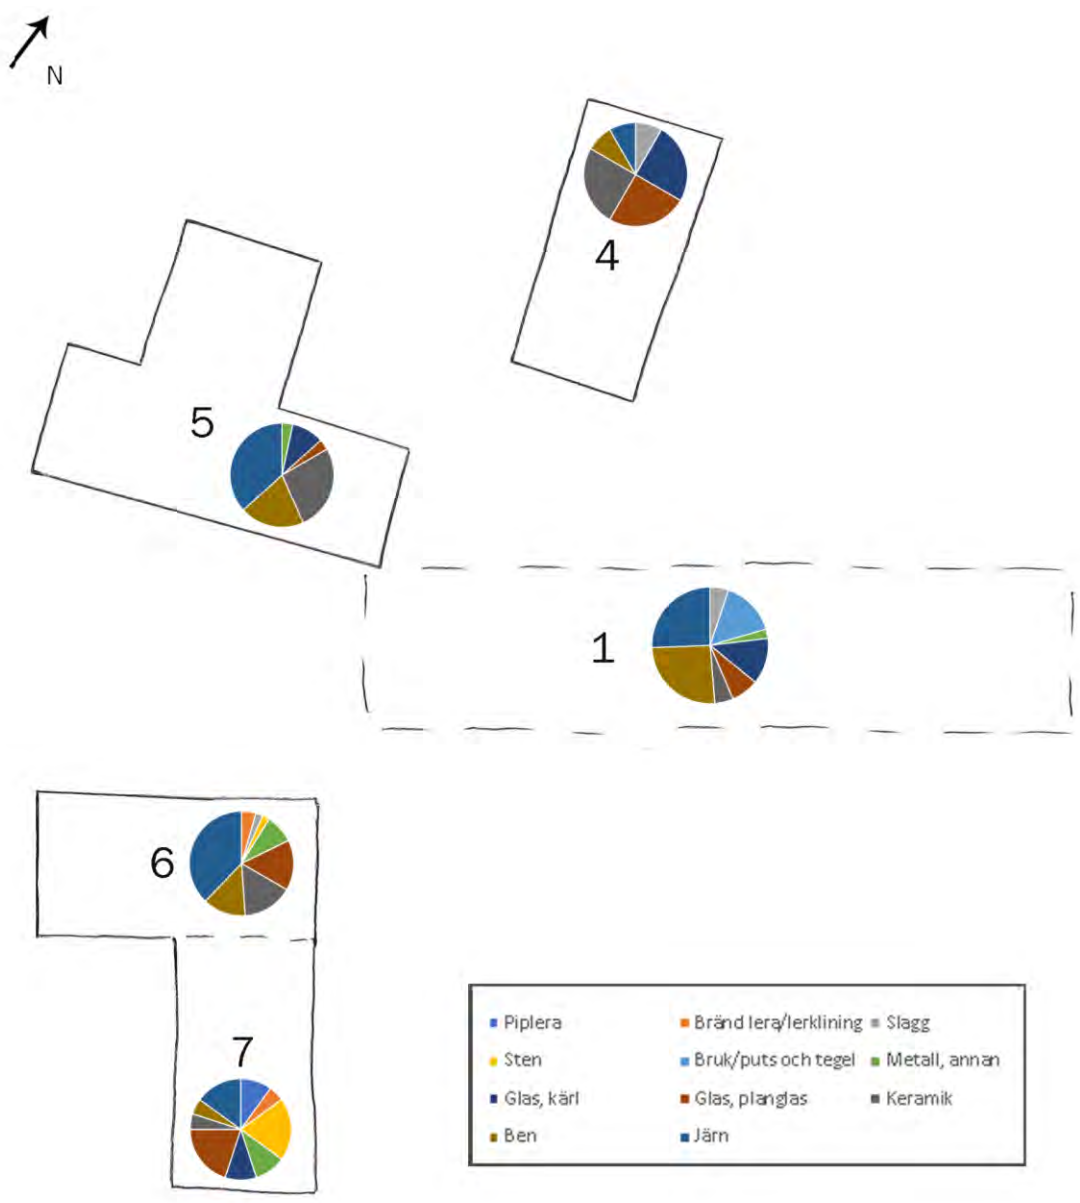 N
4
5
1
6
7
Piplera
Bränd lera/lerklining
Slagg
Sten
Bruk/puts och tegel
Metall, annan
Glas, kärl
Glas, planglas
Keramik
Ben
Järn